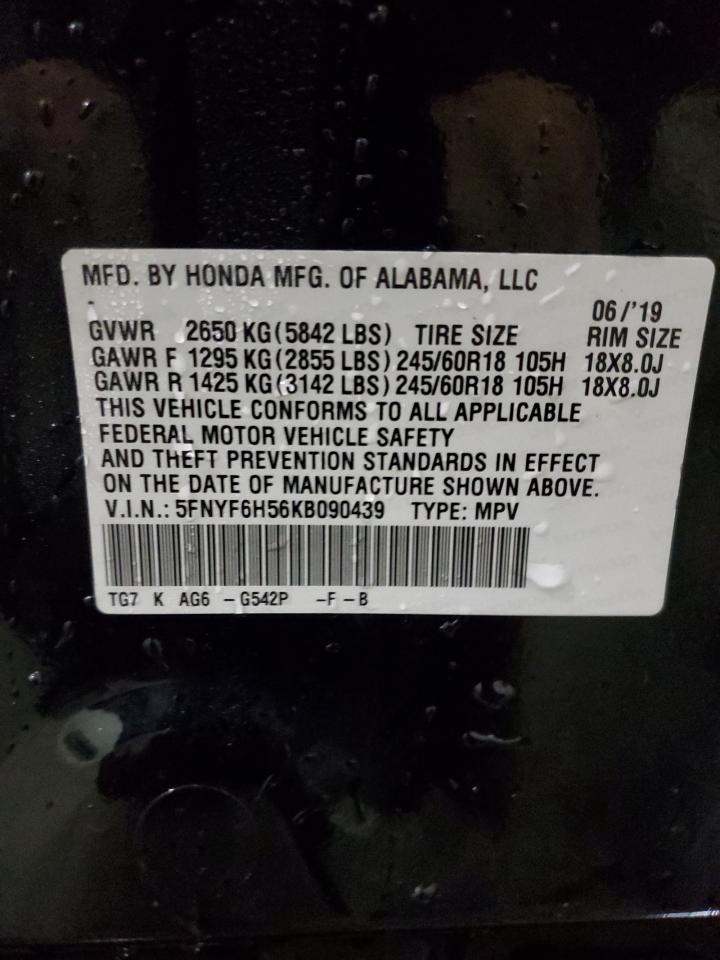 MFD. BY HONDA MFG. OF ALABAMA, LLC
06/'19
GVWR 2650 KG (5842 LBS) TIRE SIZE RIM SIZE
GAWR F 1295 KG (2855 LBS) 245/60R18 105H 18X8.0J
GAWR R 1425 KG (3142 LBS) 245/60R18 105H 18X8.0J
THIS VEHICLE CONFORMS TO ALL APPLICABLE
FEDERAL MOTOR VEHICLE SAFETY
AND THEFT PREVENTION STANDARDS IN EFFECT
ON THE DATE OF MANUFACTURE SHOWN ABOVE.
V.I.N.: 5FNYF6H56KB090439 TYPE: MPV
TG7 K AG6 - G542P -F-B